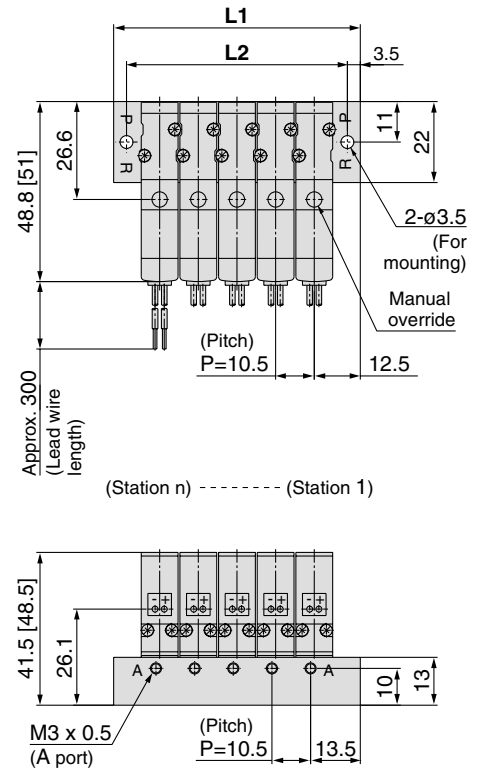 L1
L2
3.5
P
R
P
R
26.6
48.8 [51]
11
22
2-ø3.5
(For
mounting)
Manual
override
(Pitch)
P=10.5
12.5
Approx. 300
(Lead wire
length)
(Station n) -------- (Station 1)
41.5 [48.5]
26.1
- +
- +
- +
- +
- +
A
A
10
13
M3 x 0.5
(A port)
(Pitch)
P=10.5
13.5